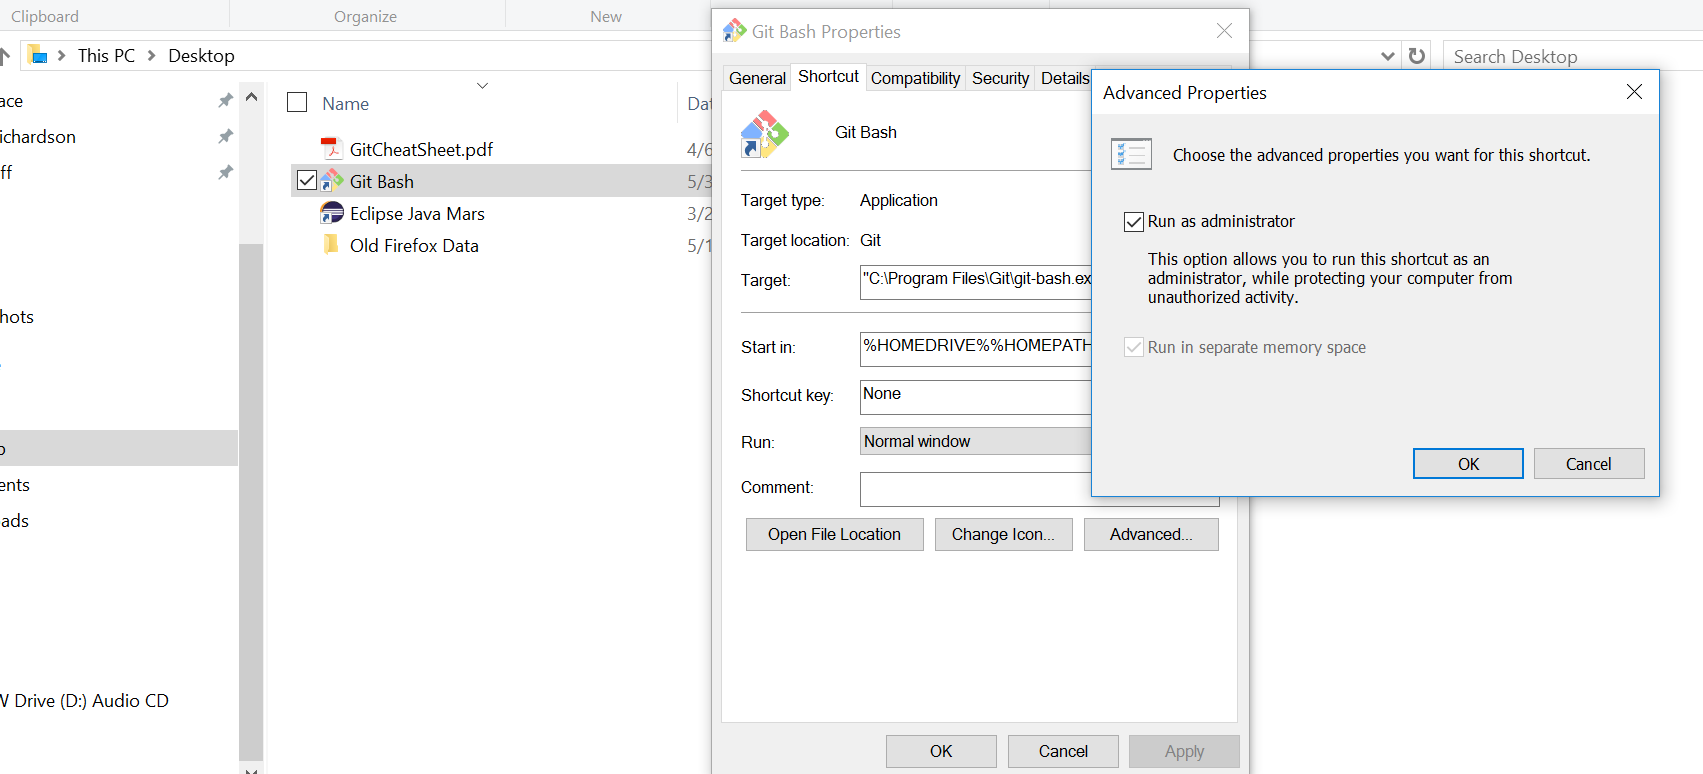 Clipboard
Organize
New
This PC
Desktop
Search Desktop
ace
ichardson
ff
hots
ents
oads
W Drive (D:) Audio CD
Name
Dat
GitCheatSheet.pdf
4/6
Git Bash
5/3
Eclipse Java Mars
3/2
Old Firefox Data
5/1
Git Bash Properties
General
Shortcut
Compatibility
Security
Details
Git Bash
Target type:
Application
Target location:
Git
Target:
"C:\Program Files\Git\git-bash.ex
Start in:
%HOMEDRIVE%%HOMEPATH
Shortcut key:
None
Run:
Normal window
Comment:
Open File Location
Change Icon...
Advanced...
OK
Cancel
Apply
Advanced Properties
Choose the advanced properties you want for this shortcut.
Run as administrator
This option allows you to run this shortcut as an
administrator, while protecting your computer from
unauthorized activity.
Run in separate memory space
OK
Cancel